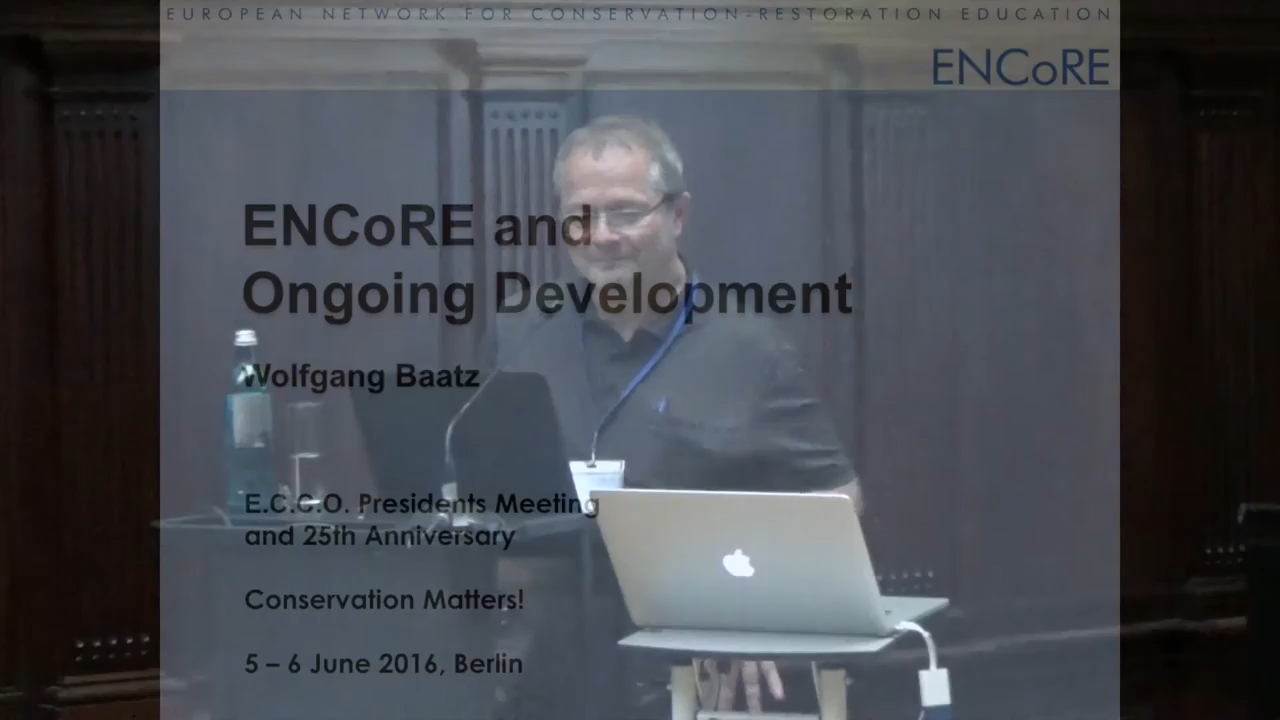 EUROPEAN NETWORK FOR CONSERVATION-RESTORATION EDUCATION
ENCoRE
ENCoRE and
Ongoing Development
Wolfgang Baatz
E.C.C.O. Presidents Meeting
and 25th Anniversary
Conservation Matters!
5 – 6 June 2016, Berlin